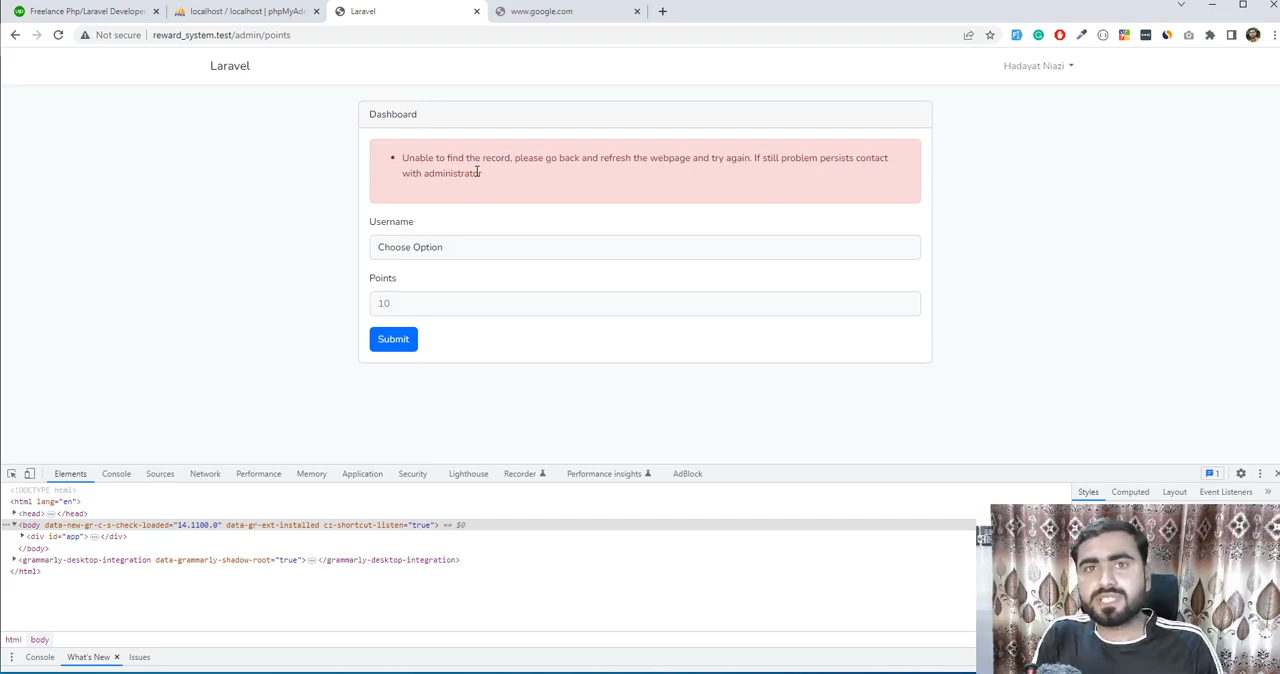 Freelance Php/Laravel Develope
localhost / localhost | phpMyAd
Laravel
www.google.com
Not secure
reward_system.test/admin/points
Laravel
Hadayat Niazi
Dashboard
Unable to find the record, please go back and refresh the webpage and try again. If still problem persists contact
with administrator
Username
Choose Option
Points
10
Submit
Elements Console Sources Network Performance Memory Application Security Lighthouse Recorder Performance insights AdBlock
1
<!DOCTYPE html>
<html lang="en">
<head>…</head>
<body data-new-gr-c-s-check-loaded="14.1100.0" data-gr-ext-installed cz-shortcut-listen="true"> == $0
<div id="app">…</div>
</body>
<grammarly-desktop-integration data-grammarly-shadow-root="true">…</grammarly-desktop-integration>
</html>
Styles Computed Layout Event Listeners
html body
Console What's New Issues